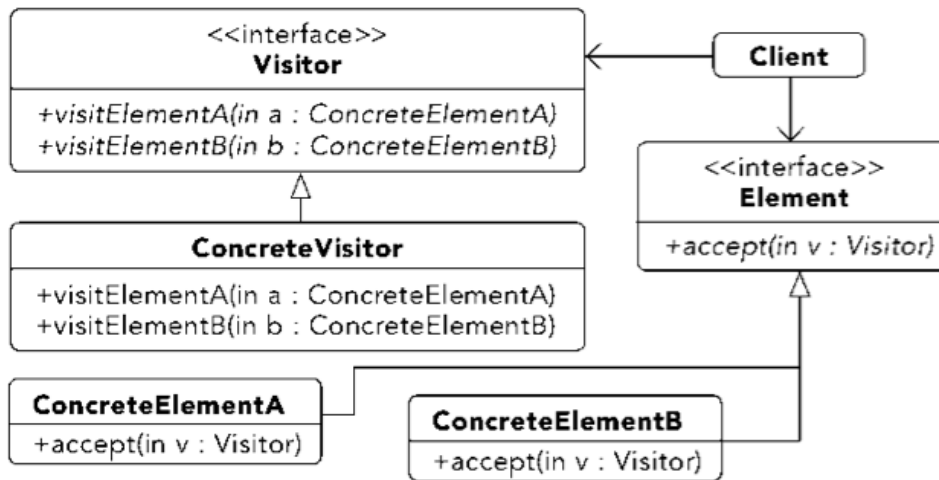 <<interface>>
Visitor
+visitElementA(in a : ConcreteElementA)
+visitElementB(in b : ConcreteElementB)
Client
<<interface>>
Element
+accept(in v : Visitor)
ConcreteVisitor
+visitElementA(in a : ConcreteElementA)
+visitElementB(in b : ConcreteElementB)
ConcreteElementA
+accept(in v : Visitor)
ConcreteElementB
+accept(in v : Visitor)